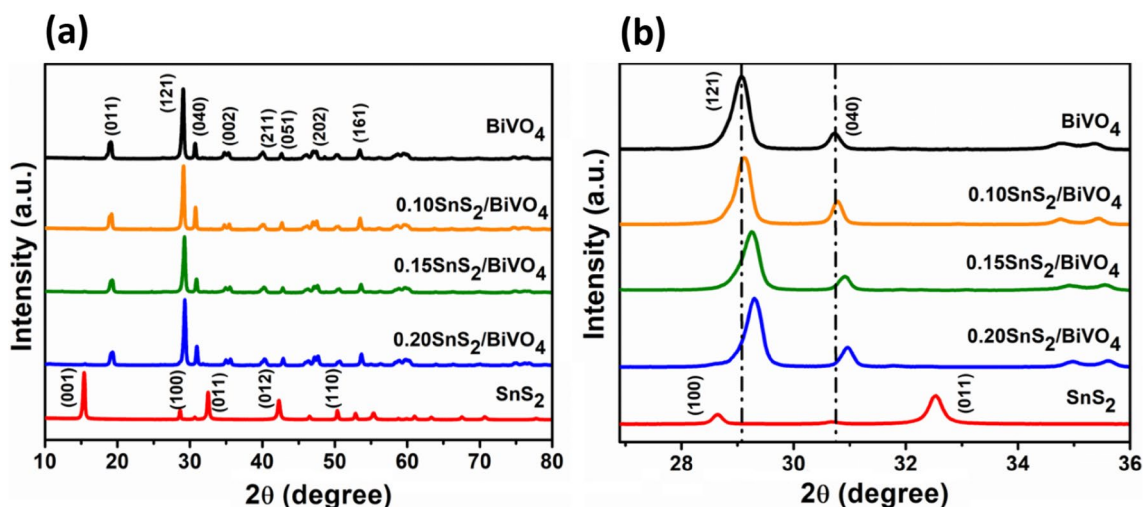 (a)
(011)
(121)
(040)
(002)
(211)
(051)
(202)
(161)
BiVO4
0.10SnS2/BiVO4
0.15SnS2/BiVO4
0.20SnS2/BiVO4
(001)
(100)
(011)
(012)
(110)
SnS2
Intensity (a.u.)
10 20 30 40 50 60 70 80
2θ (degree)
(b)
(121)
(040)
BiVO4
0.10SnS2/BiVO4
0.15SnS2/BiVO4
0.20SnS2/BiVO4
(100)
(011)
SnS2
Intensity (a.u.)
28 30 32 34 36
2θ (degree)